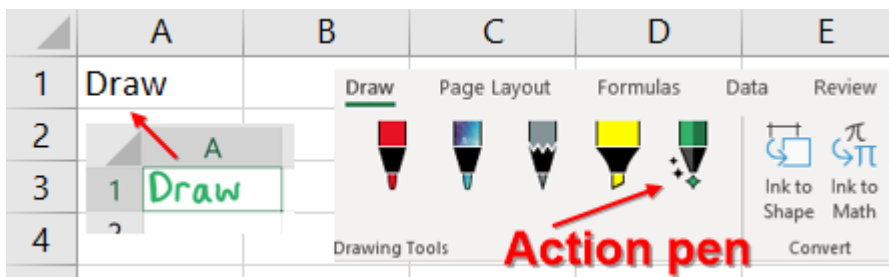 A B C D E
1 Draw
Draw Page Layout Formulas Data Review
2
A
3
1 Draw
2
Ink to Shape
Ink to Math
4
Drawing Tools
Action pen
Convert